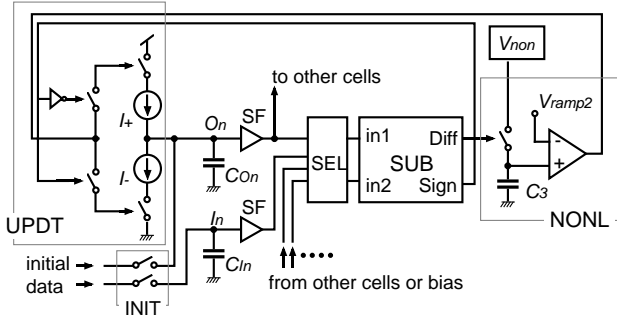 Vnon
to other cells
Vramp2
I+
On
SF
in1
Diff
SEL
SUB
I-
COn
in2
Sign
C3
UPDT
In
SF
NONL
initial
CIn
data
from other cells or bias
INIT
-
+